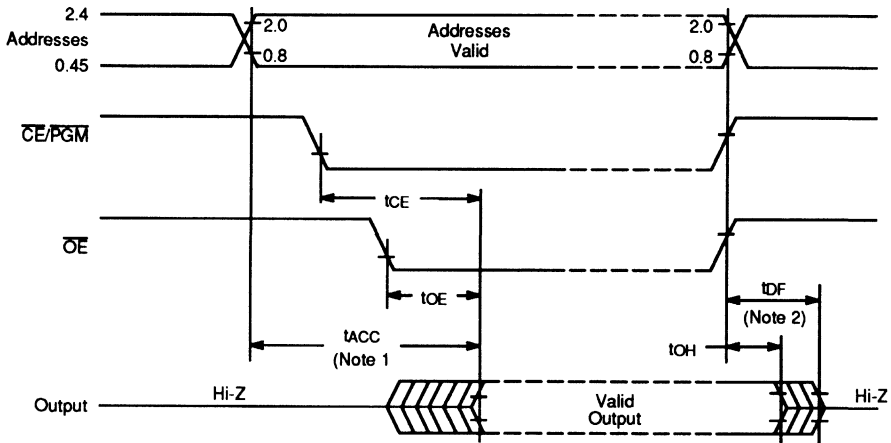 2.4
Addresses
0.45
2.0
0.8
Addresses
Valid
2.0
0.8
CE/PGM
tCE
OE
tOE
tDF
(Note 2)
tACC
(Note 1
tOH
Output
Hi-Z
Valid
Output
Hi-Z